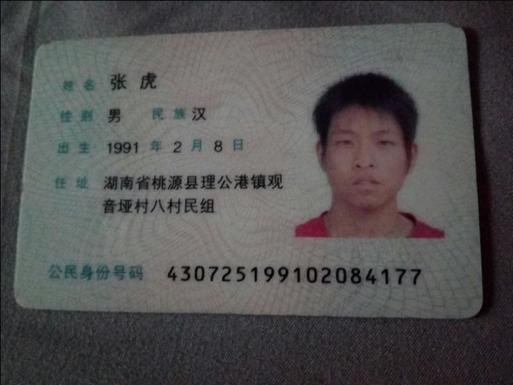 姓名 张虎
性别 男 民族 汉
出生 1991 年 2 月 8 日
住址 湖南省桃源县理公港镇观
音垭村八村民组
公民身份号码 430725199102084177